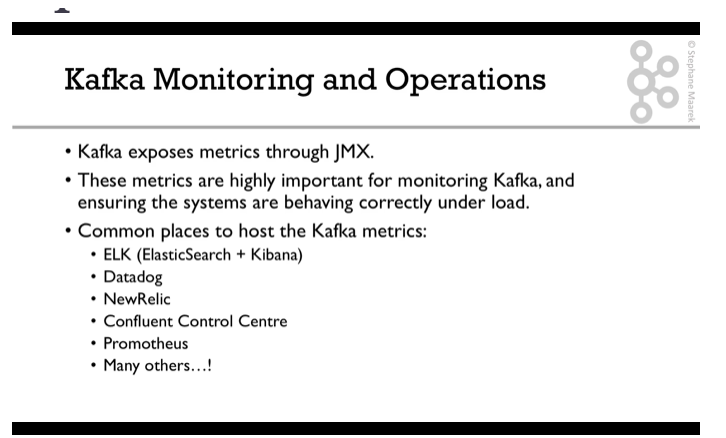 Kafka Monitoring and Operations
© Stephane Maarek
• Kafka exposes metrics through JMX.
• These metrics are highly important for monitoring Kafka, and
ensuring the systems are behaving correctly under load.
• Common places to host the Kafka metrics:
• ELK (ElasticSearch + Kibana)
• Datadog
• NewRelic
• Confluent Control Centre
• Promotheus
• Many others...!